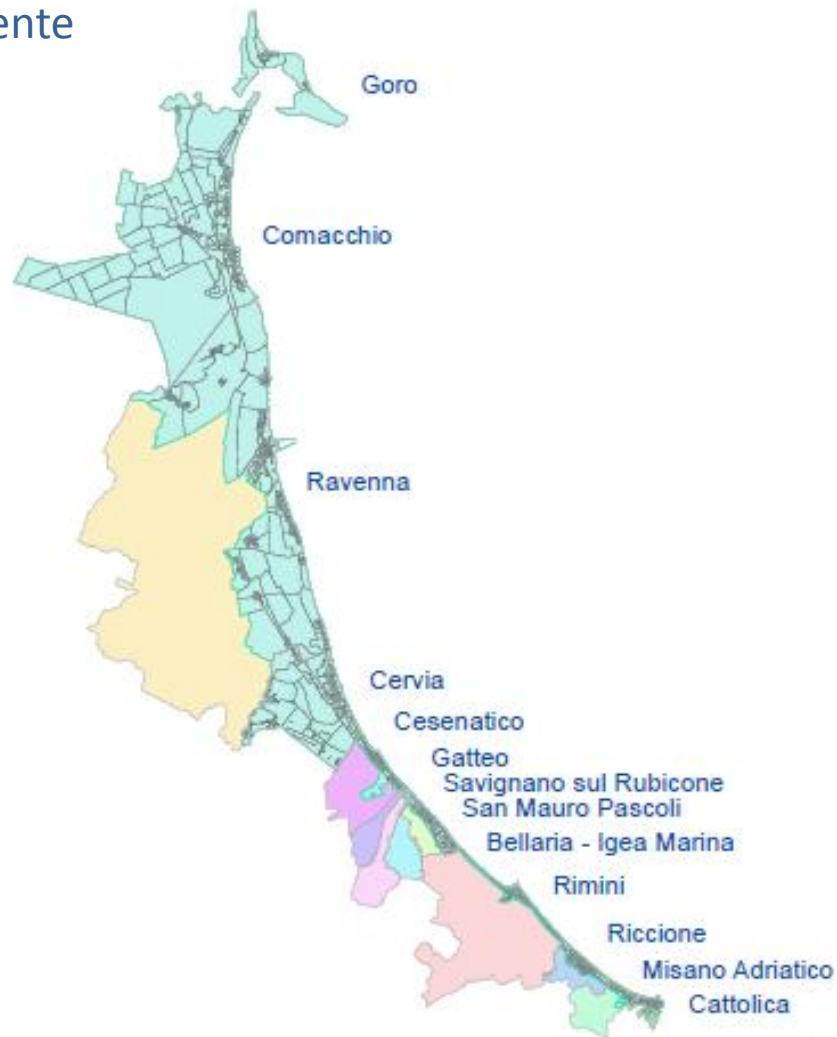 ente
Goro
Comacchio
Ravenna
Cervia
Cesenatico
Gatteo
Savignano sul Rubicone
San Mauro Pascoli
Bellaria - Igea Marina
Rimini
Riccione
Misano Adriatico
Cattolica